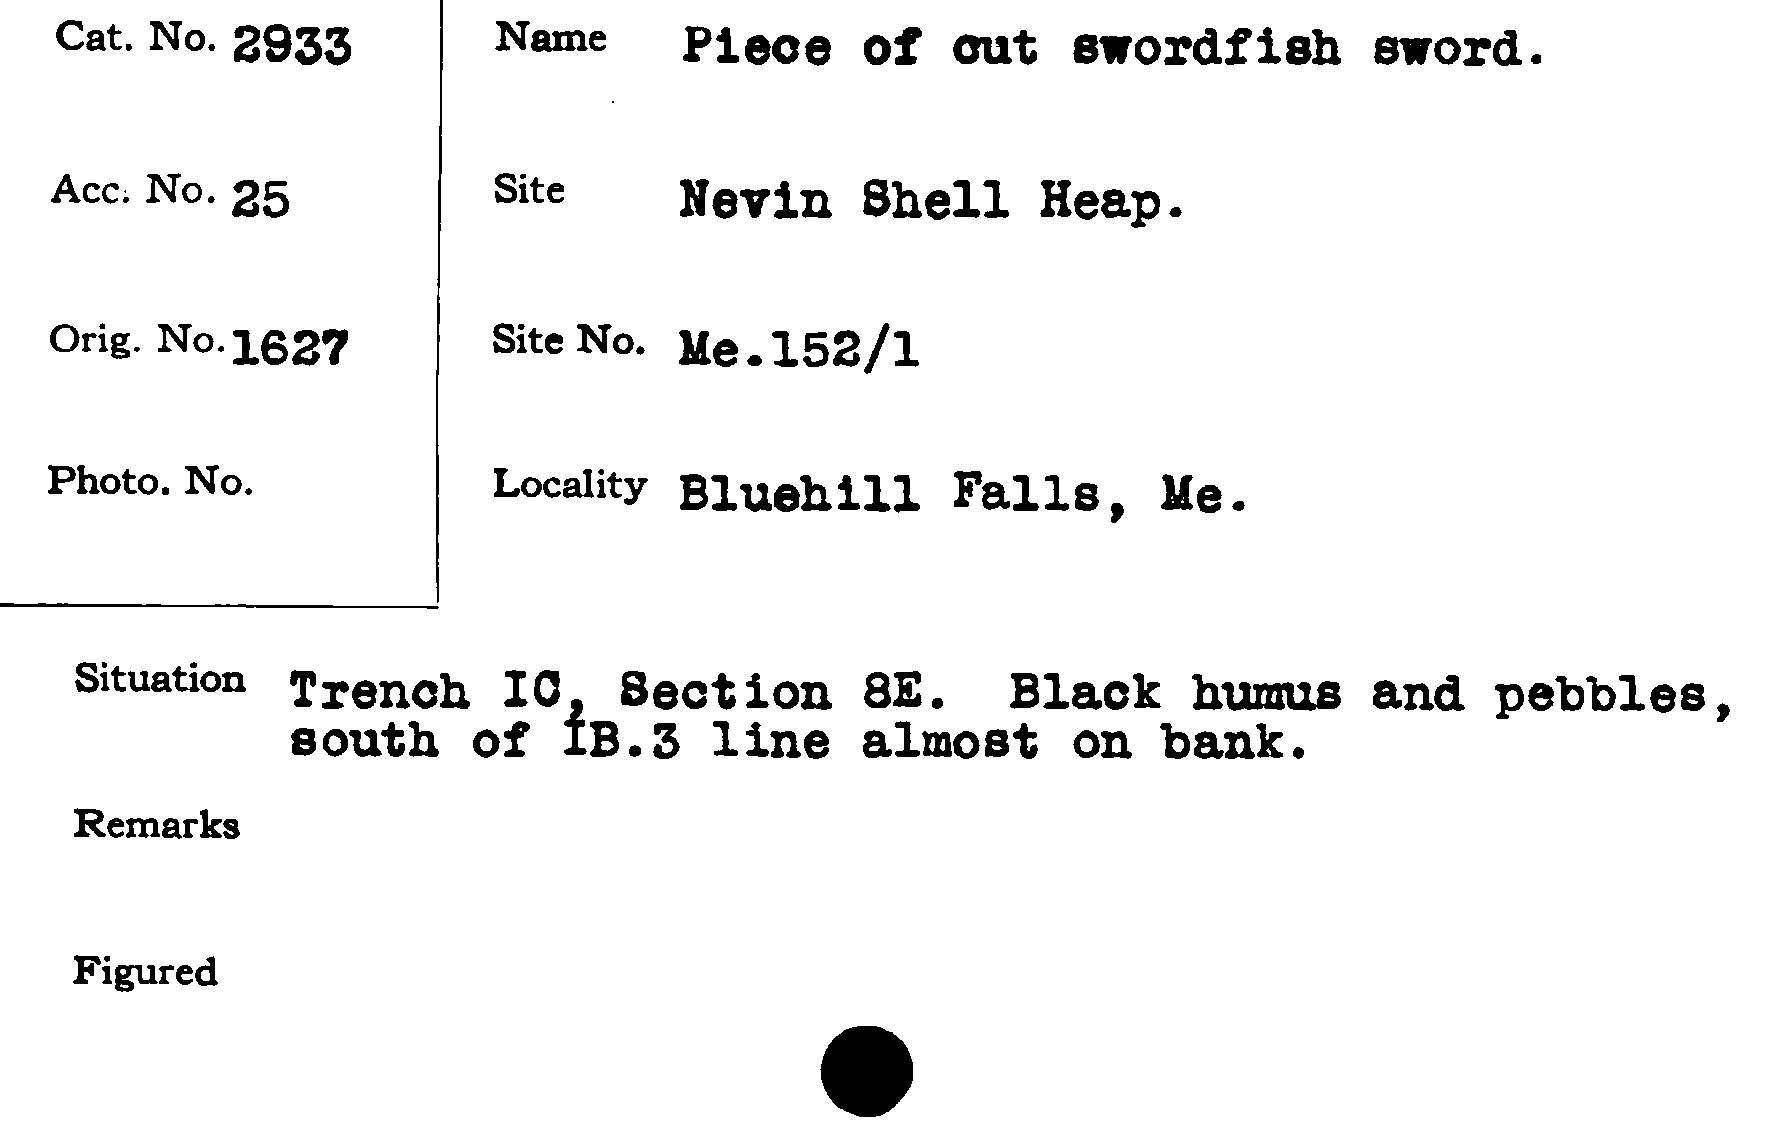 Cat. No. 2933
Name Piece of cut swordfish sword.
Acc. No. 25
Site Nevin Shell Heap.
Orig. No. 1627
Site No. Me.152/1
Photo. No.
Locality Bluehill Falls, Me.
Situation Trench IC, Section 8E. Black humus and pebbles,
south of IB.3 line almost on bank.
Remarks
Figured